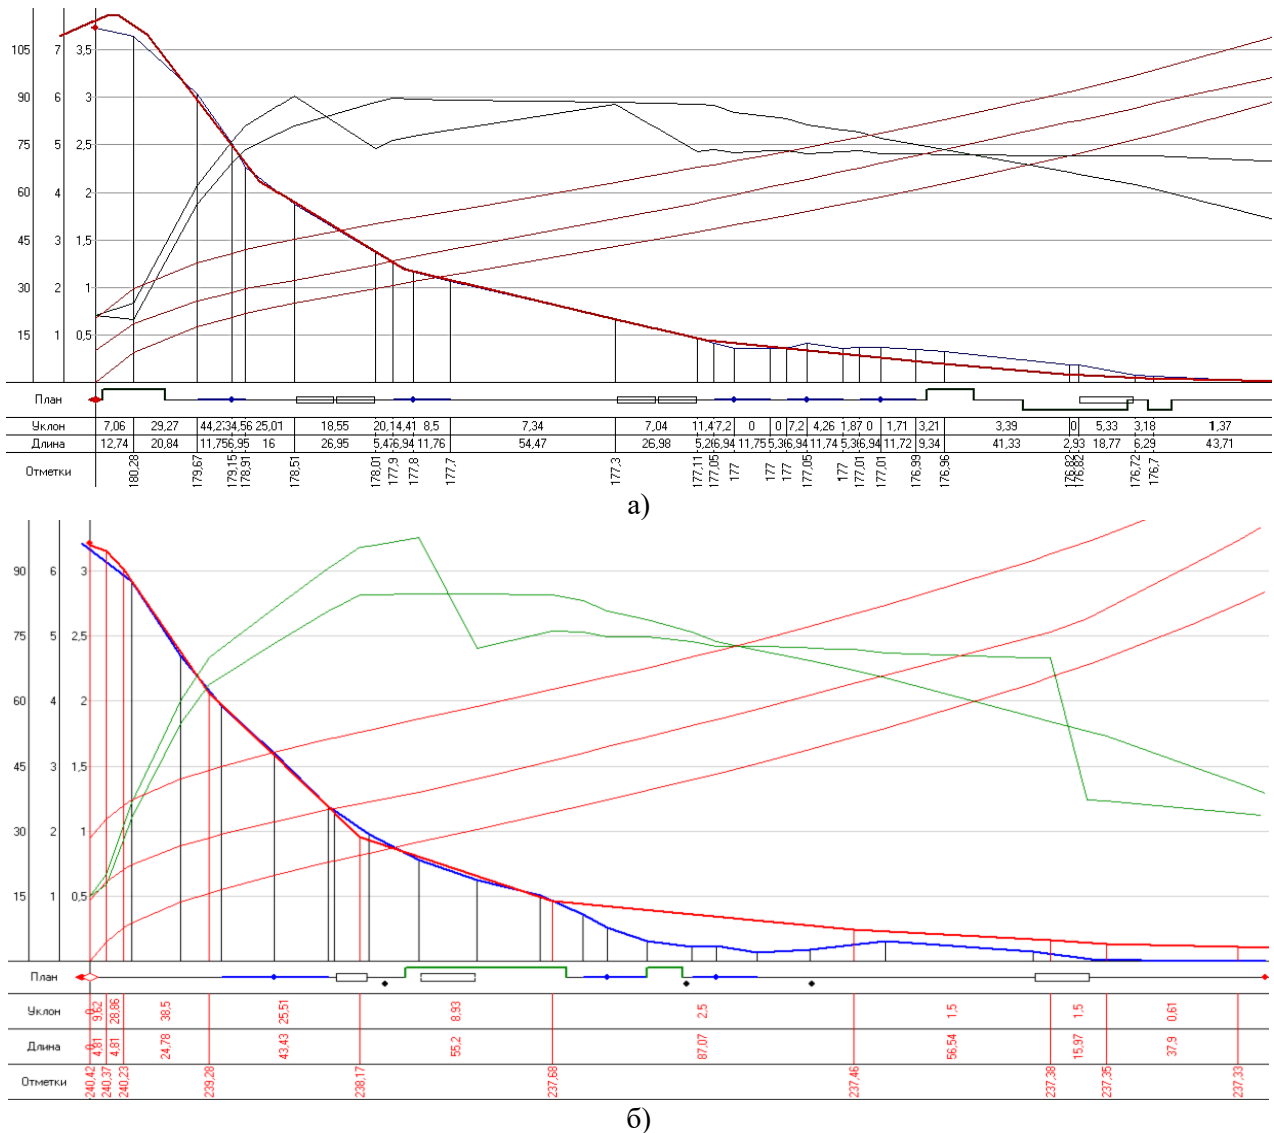 105 7 3,5
90 6 3
75 5 2,5
60 4 2
45 3 1,5
30 2 1
15 1 0,5
План
Уклон 7,06 29,27 44,23 34,56 25,01 18,55 20,1 14,41 8,5 7,34 7,04 11,4 7,2 0 0 7,2 4,26 1,87 0 1,71 3,21 3,39 0 5,33 3,18 1,37
Длина 12,74 20,84 11,75 6,95 16 26,95 5,47 6,94 11,76 54,47 26,98 5,26 6,94 11,75 5,36 6,94 11,74 5,36 6,94 11,72 9,34 41,33 2,93 18,77 6,29 43,71
Отметки 180,28 179,67 179,15 178,91 178,51 178,01 177,9 177,8 177,7 177,3 177,11 177,05 177 177 177 177,05 177 177,01 177,01 176,99 176,96 176,82 176,82 176,72 176,7
а)
90 6 3
75 5 2,5
60 4 2
45 3 1,5
30 2 1
15 1 0,5
План
Уклон 0 9,62 28,86 38,5 25,51 8,93 2,5 1,5 1,5 0,61
Длина 0 4,81 4,81 24,78 43,43 55,2 87,07 56,54 15,97 37,9
Отметки 240,42 240,37 240,23 239,28 238,17 237,68 237,46 237,38 237,35 237,33
б)